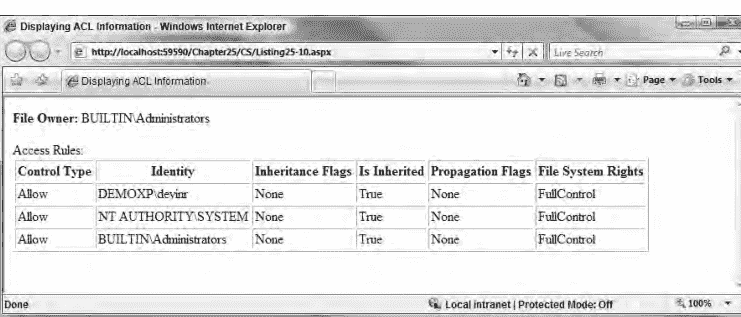 Displaying ACL Information - Windows Internet Explorer
http://localhost:59590/Chapter25/CS/Listing25-10.aspx
Live Search
Displaying ACL Information
Page
Tools
File Owner: BUILTIN\Administrators
Access Rules:
Control Type Identity Inheritance Flags Is Inherited Propagation Flags File System Rights
Allow DEMOXP\devinr None True None FullControl
Allow NT AUTHORITY\SYSTEM None True None FullControl
Allow BUILTIN\Administrators None True None FullControl
Done Local intranet | Protected Mode: Off 100%